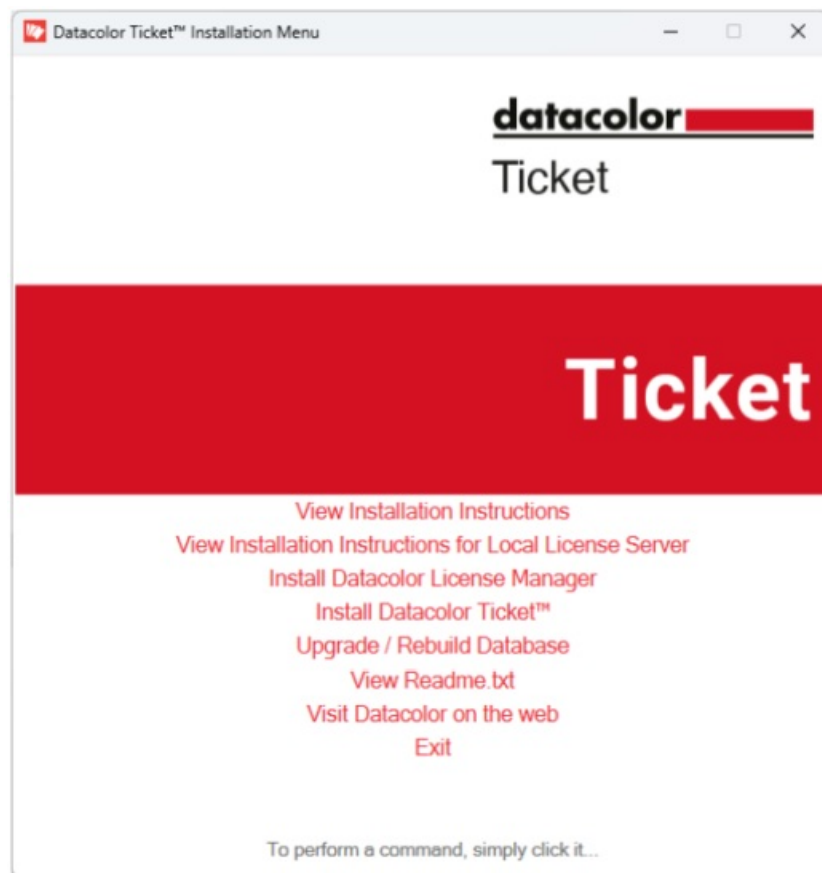 Datacolor Ticket™ Installation Menu
datacolor
Ticket
Ticket
View Installation Instructions
View Installation Instructions for Local License Server
Install Datacolor License Manager
Install Datacolor Ticket™
Upgrade / Rebuild Database
View Readme.txt
Visit Datacolor on the web
Exit
To perform a command, simply click it...